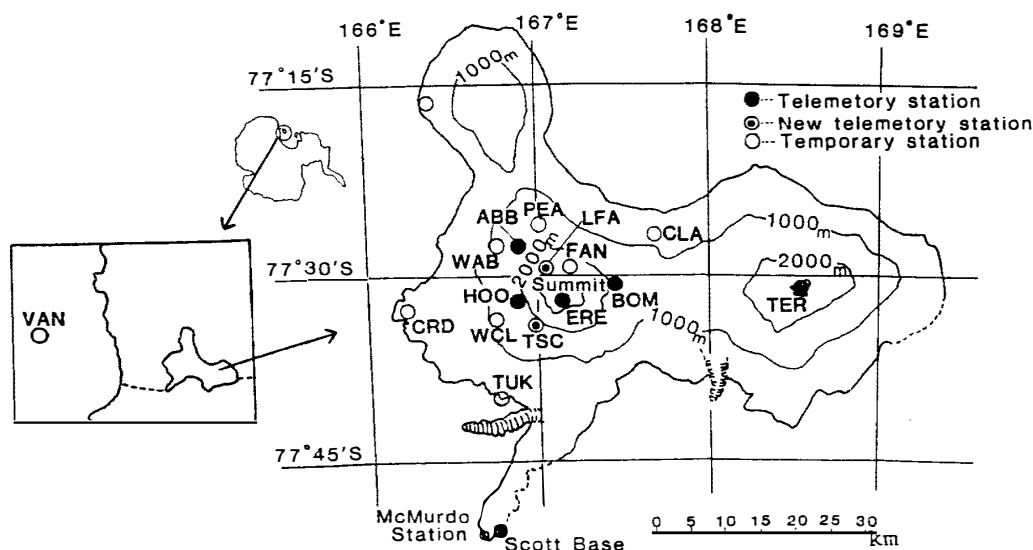 166°E 167°E 168°E 169°E
77°15'S
1000m
Telemetory station
New telemetory station
Temporary station
ABB PEA LFA
CLA 1000m
WAB 2000m FAN
77°30'S
2000m
Summit
HOO BOM
ERE TER
VAN
CRD WCL TSC
1000m
TUK
77°45'S
McMurdo
Station
Scott Base
0 5 10 15 20 25 30
km